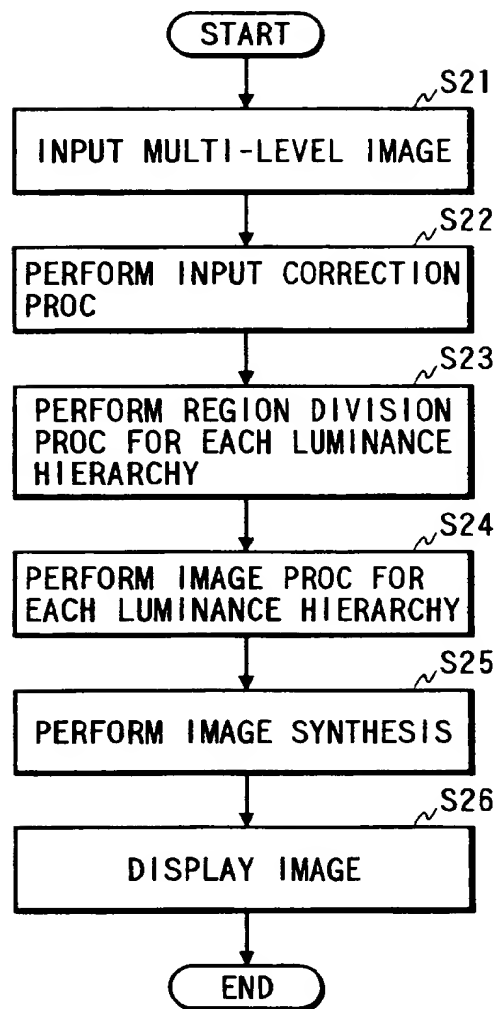 START
S21
INPUT MULTI-LEVEL IMAGE
S22
PERFORM INPUT CORRECTION
PROC
S23
PERFORM REGION DIVISION
PROC FOR EACH LUMINANCE
HIERARCHY
S24
PERFORM IMAGE PROC FOR
EACH LUMINANCE HIERARCHY
S25
PERFORM IMAGE SYNTHESIS
S26
DISPLAY IMAGE
END